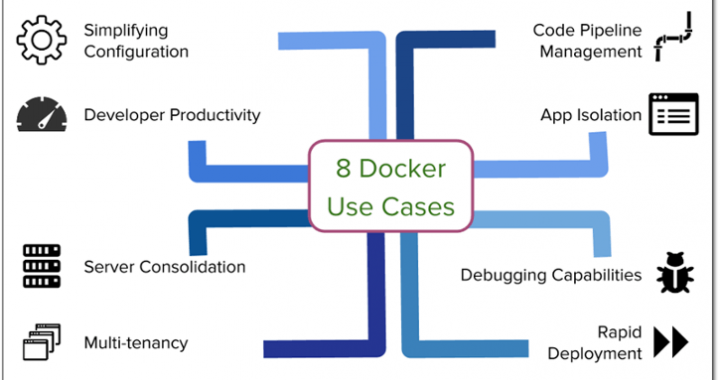 Simplifying
Configuration
Developer Productivity
Server Consolidation
Multi-tenancy
8 Docker
Use Cases
Code Pipeline
Management
App Isolation
Debugging Capabilities
Rapid
Deployment